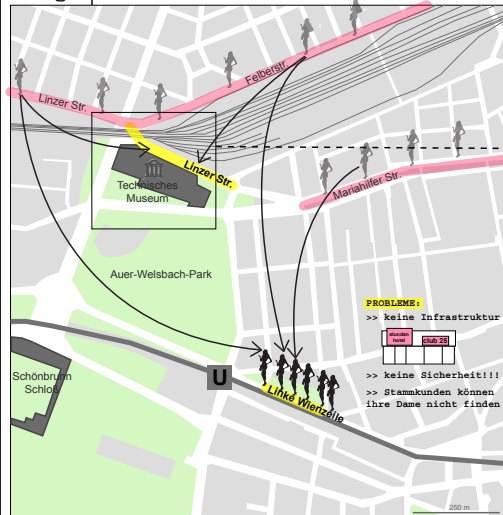 Felberstr.
Linzer Str.
Linzer Str.
Technisches
Museum
Mariahilfer Str.
Auer-Welsbach-Park
PROBLEME:
>> keine Infrastruktur
stunden
hotel
club 25
>> keine Sicherheit!!!
>> Stammkunden können
ihre Dame nicht finden
Schönbrunn
Schloß
U
Linke Wienzeile
250 m